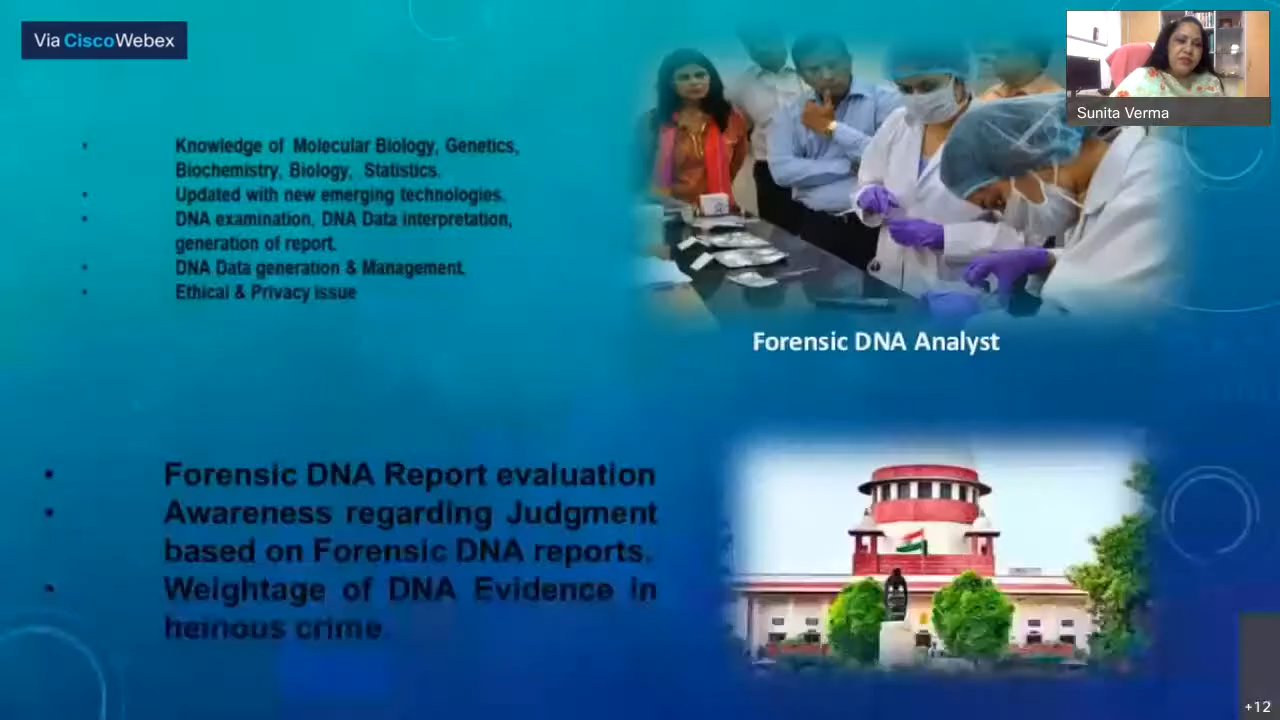 Via CiscoWebex
Sunita Verma
• Knowledge of Molecular Biology, Genetics,
Biochemistry, Biology, Statistics.
• Updated with new emerging technologies.
• DNA examination, DNA Data interpretation,
generation of report.
• DNA Data generation & Management
• Ethical & Privacy issue
Forensic DNA Analyst
• Forensic DNA Report evaluation
• Awareness regarding Judgment
based on Forensic DNA reports.
• Weightage of DNA Evidence in
heinous crime.
+12